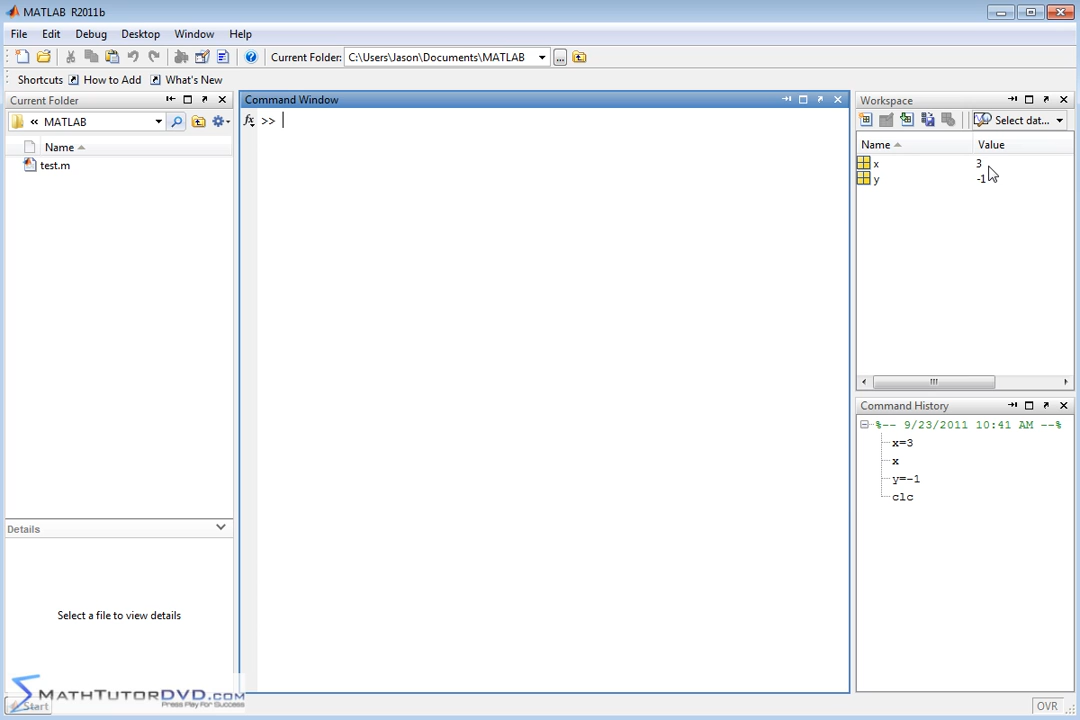 MATLAB R2011b
File Edit Debug Desktop Window Help
Current Folder: C:\Users\Jason\Documents\MATLAB ...
Shortcuts How to Add What's New
Current Folder
« MATLAB
Name
test.m
Details
Select a file to view details
Command Window
fx >>
Workspace
Select dat...
Name Value
x 3
y -1
Command History
%-- 9/23/2011 10:41 AM --%
x=3
x
y=-1
clc
MATHTUTORDVD.COM
Press Play For Success
Start
OVR